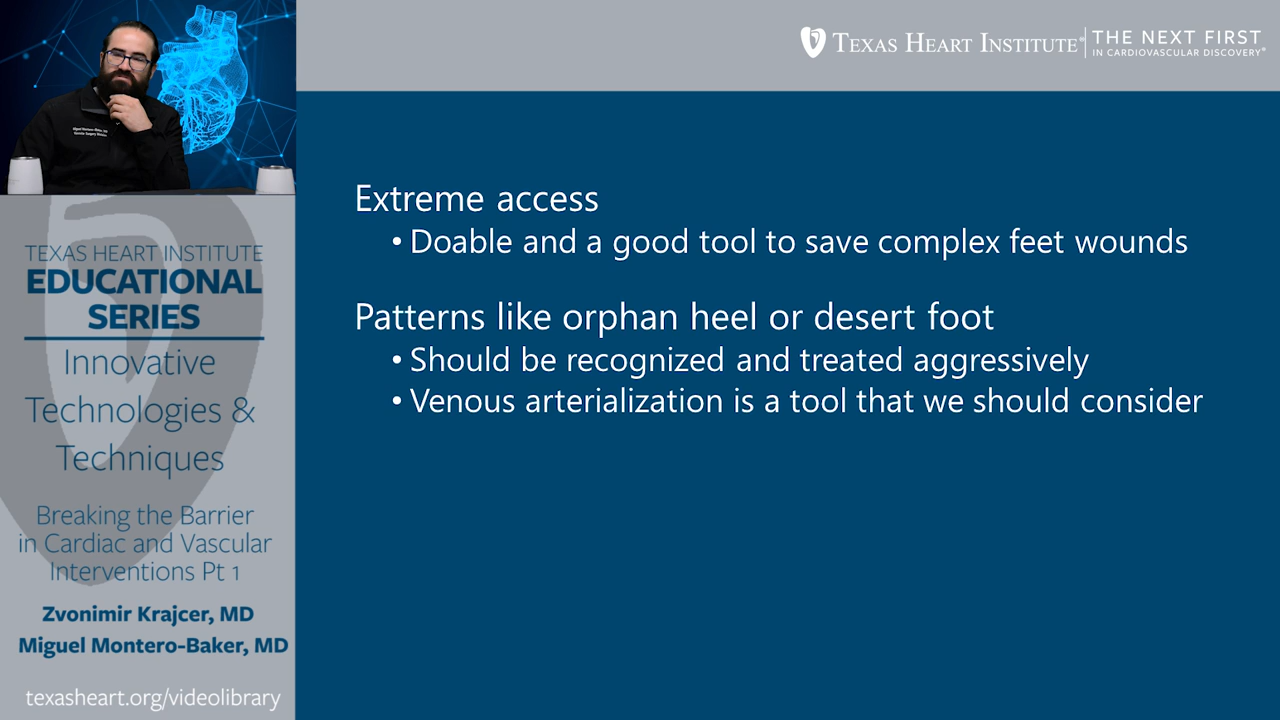 TEXAS HEART INSTITUTE®
THE NEXT FIRST
IN CARDIOVASCULAR DISCOVERY®
Extreme access
• Doable and a good tool to save complex feet wounds
Patterns like orphan heel or desert foot
• Should be recognized and treated aggressively
• Venous arterialization is a tool that we should consider
TEXAS HEART INSTITUTE
EDUCATIONAL
SERIES
Innovative
Technologies &
Techniques
Breaking the Barrier
in Cardiac and Vascular
Interventions Pt 1
Zvonimir Krajcer, MD
Miguel Montero-Baker, MD
texasheart.org/videolibrary